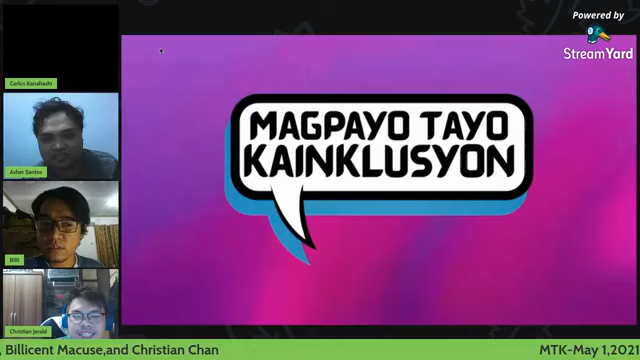 Powered by
StreamYard
Carlos Kanehashi
Asher Santos
Billi
Christian Jerald
MAGPAYO TAYO
KAINKLUSYON
, Billicent Macuse,and Christian Chan
MTK-May 1,2021